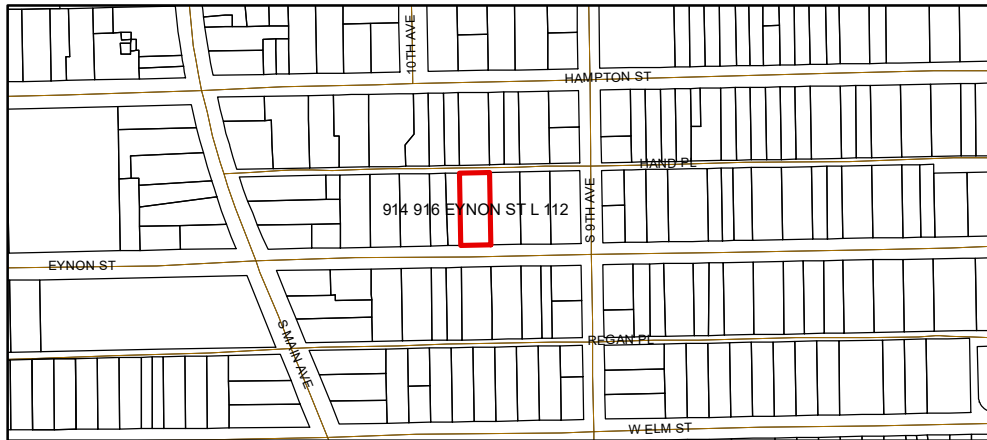 10TH AVE
HAMPTON ST
HAND PL
914 916 EYNON ST L 112
S 9TH AVE
EYNON ST
S MAIN AVE
REGAN PL
W ELM ST